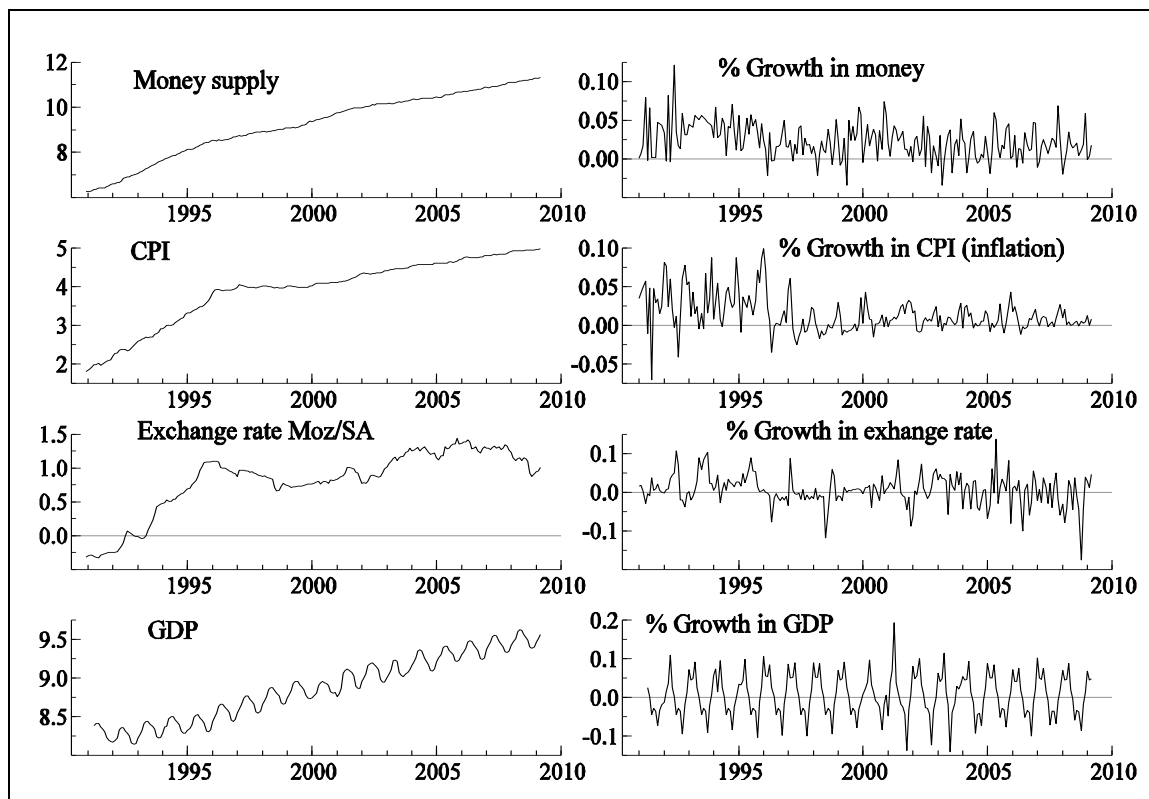 Money supply
12
10
8
1995 2000 2005 2010
% Growth in money
0.10
0.05
0.00
1995 2000 2005 2010
CPI
5
4
3
2
1995 2000 2005 2010
% Growth in CPI (inflation)
0.10
0.05
0.00
-0.05
1995 2000 2005 2010
Exchange rate Moz/SA
1.5
1.0
0.5
0.0
1995 2000 2005 2010
% Growth in exhange rate
0.1
0.0
-0.1
1995 2000 2005 2010
GDP
9.5
9.0
8.5
1995 2000 2005 2010
% Growth in GDP
0.2
0.1
0.0
-0.1
1995 2000 2005 2010